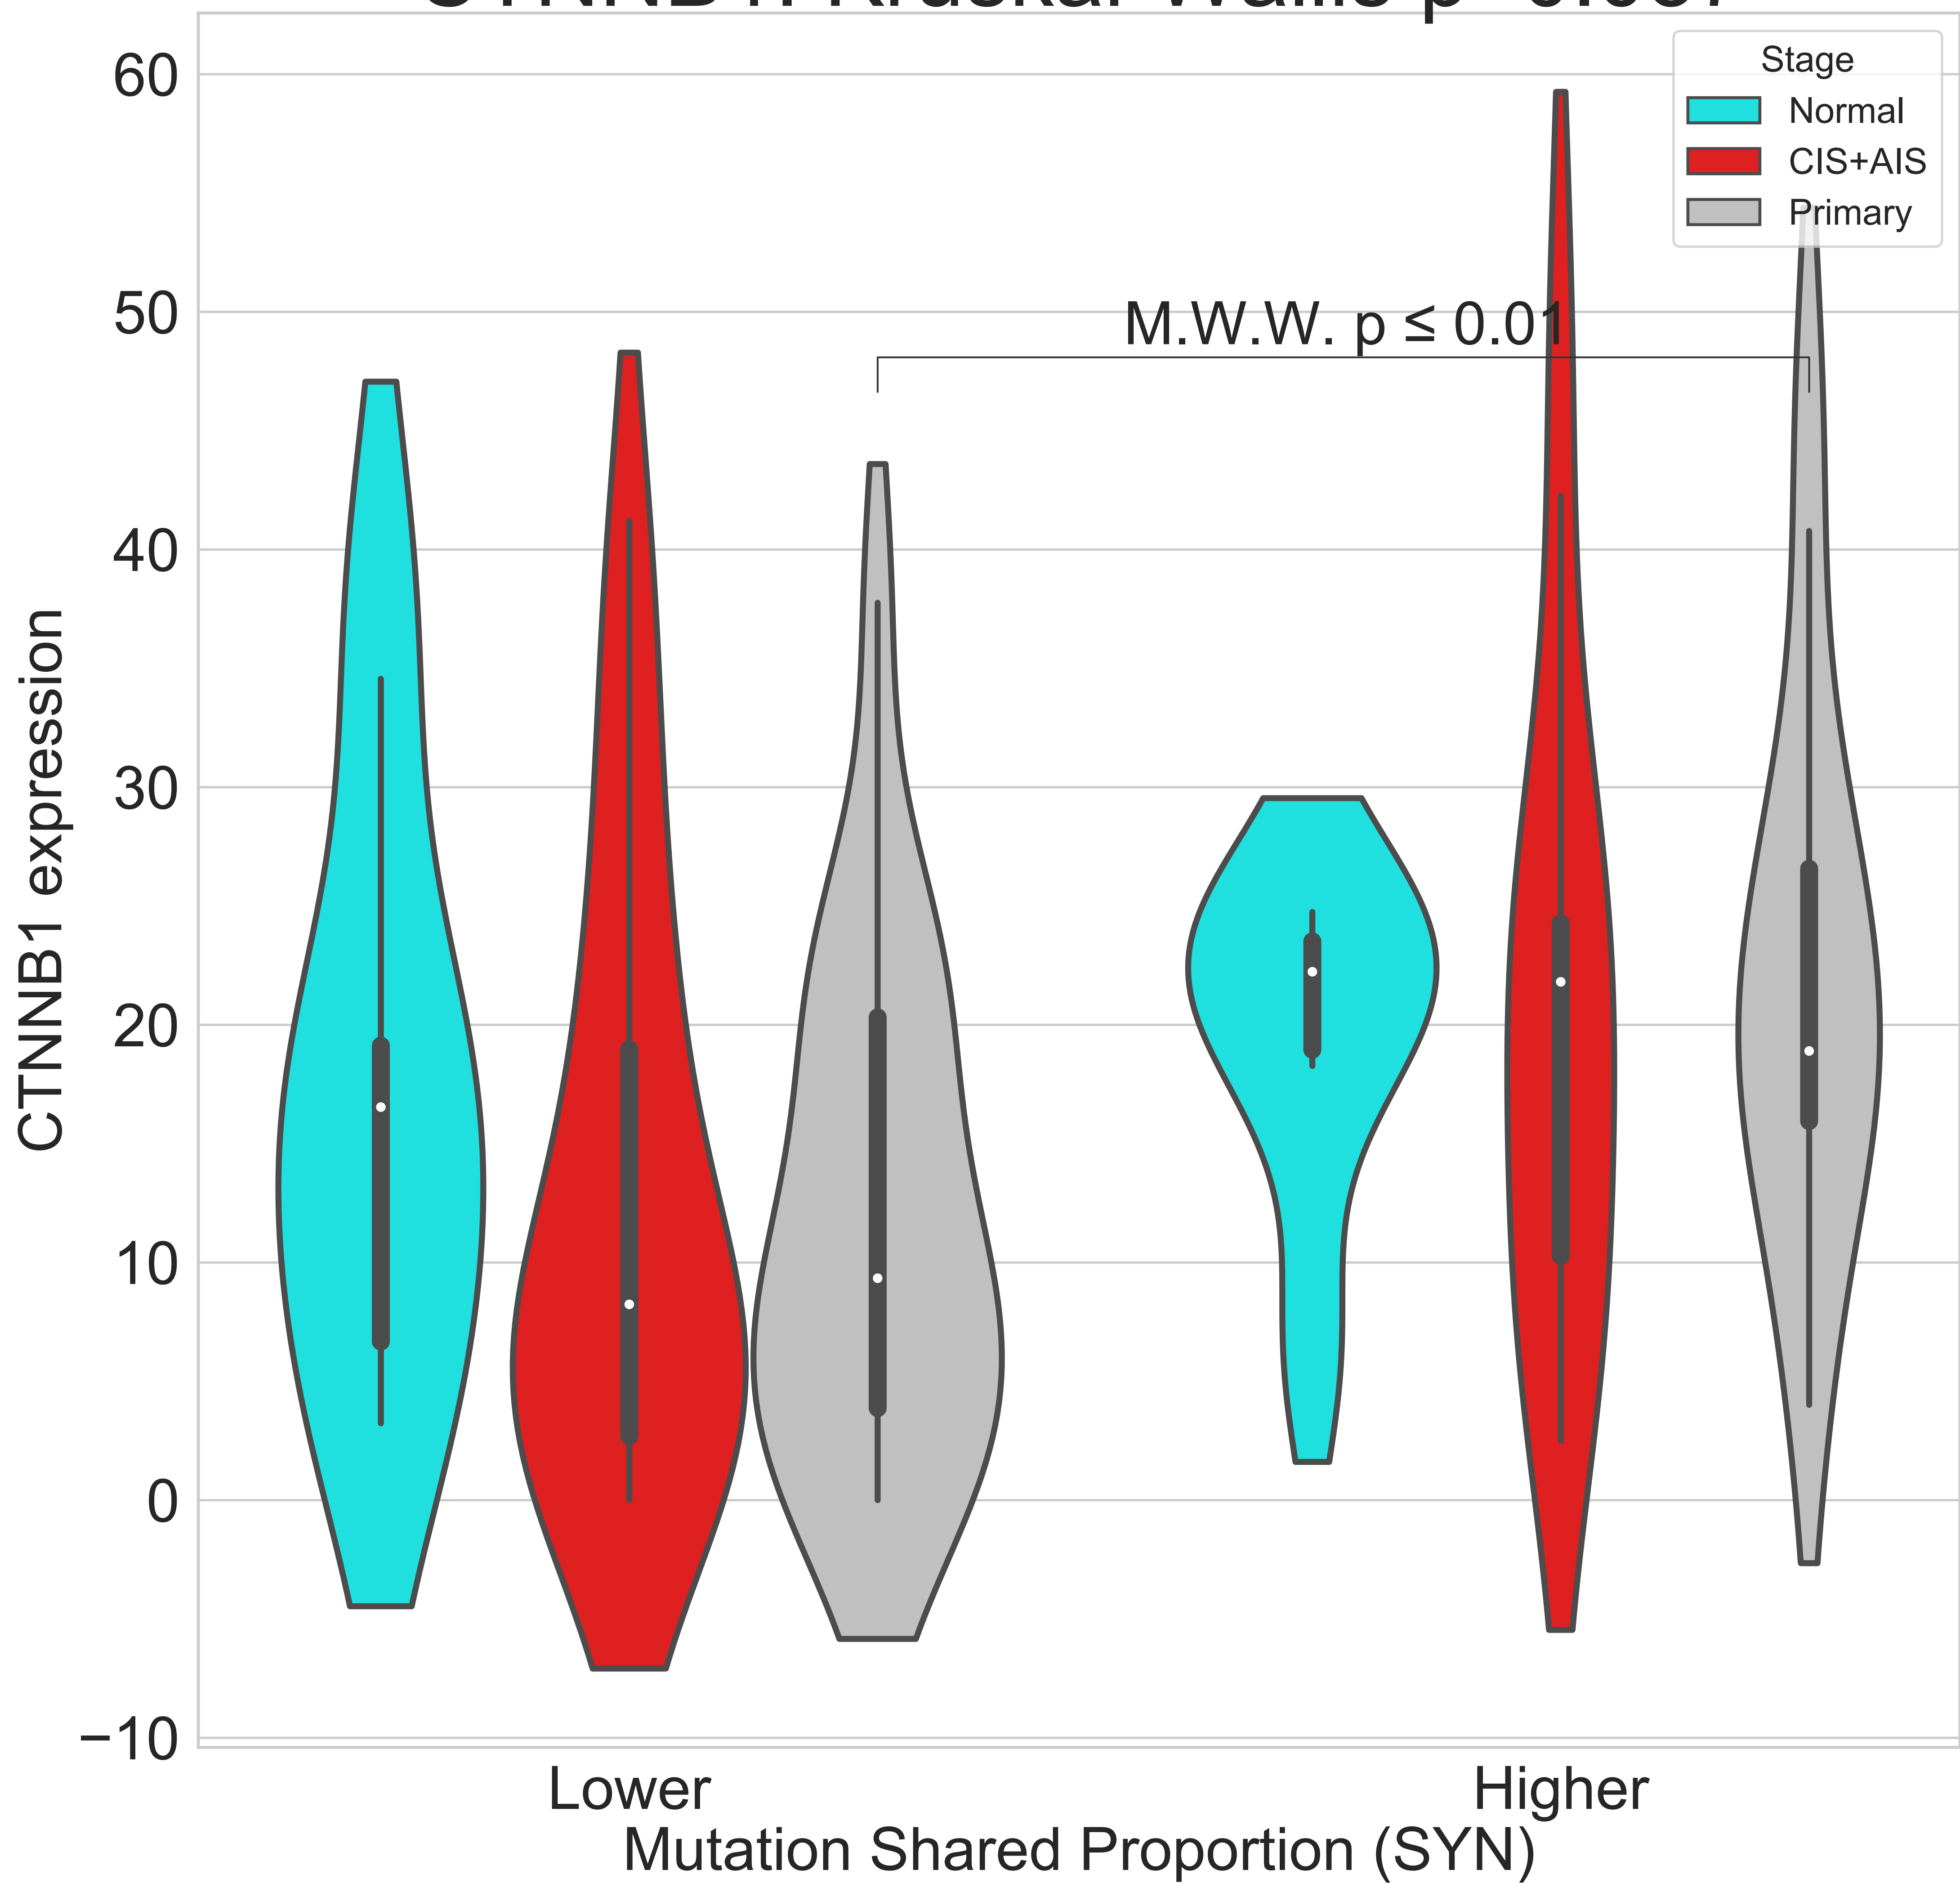 60
50
40
30
20
10
0
−10
CTNNB1 expression
Stage
Normal
CIS+AIS
Primary
M.W.W. p ≤ 0.01
Lower
Higher
Mutation Shared Proportion (SYN)